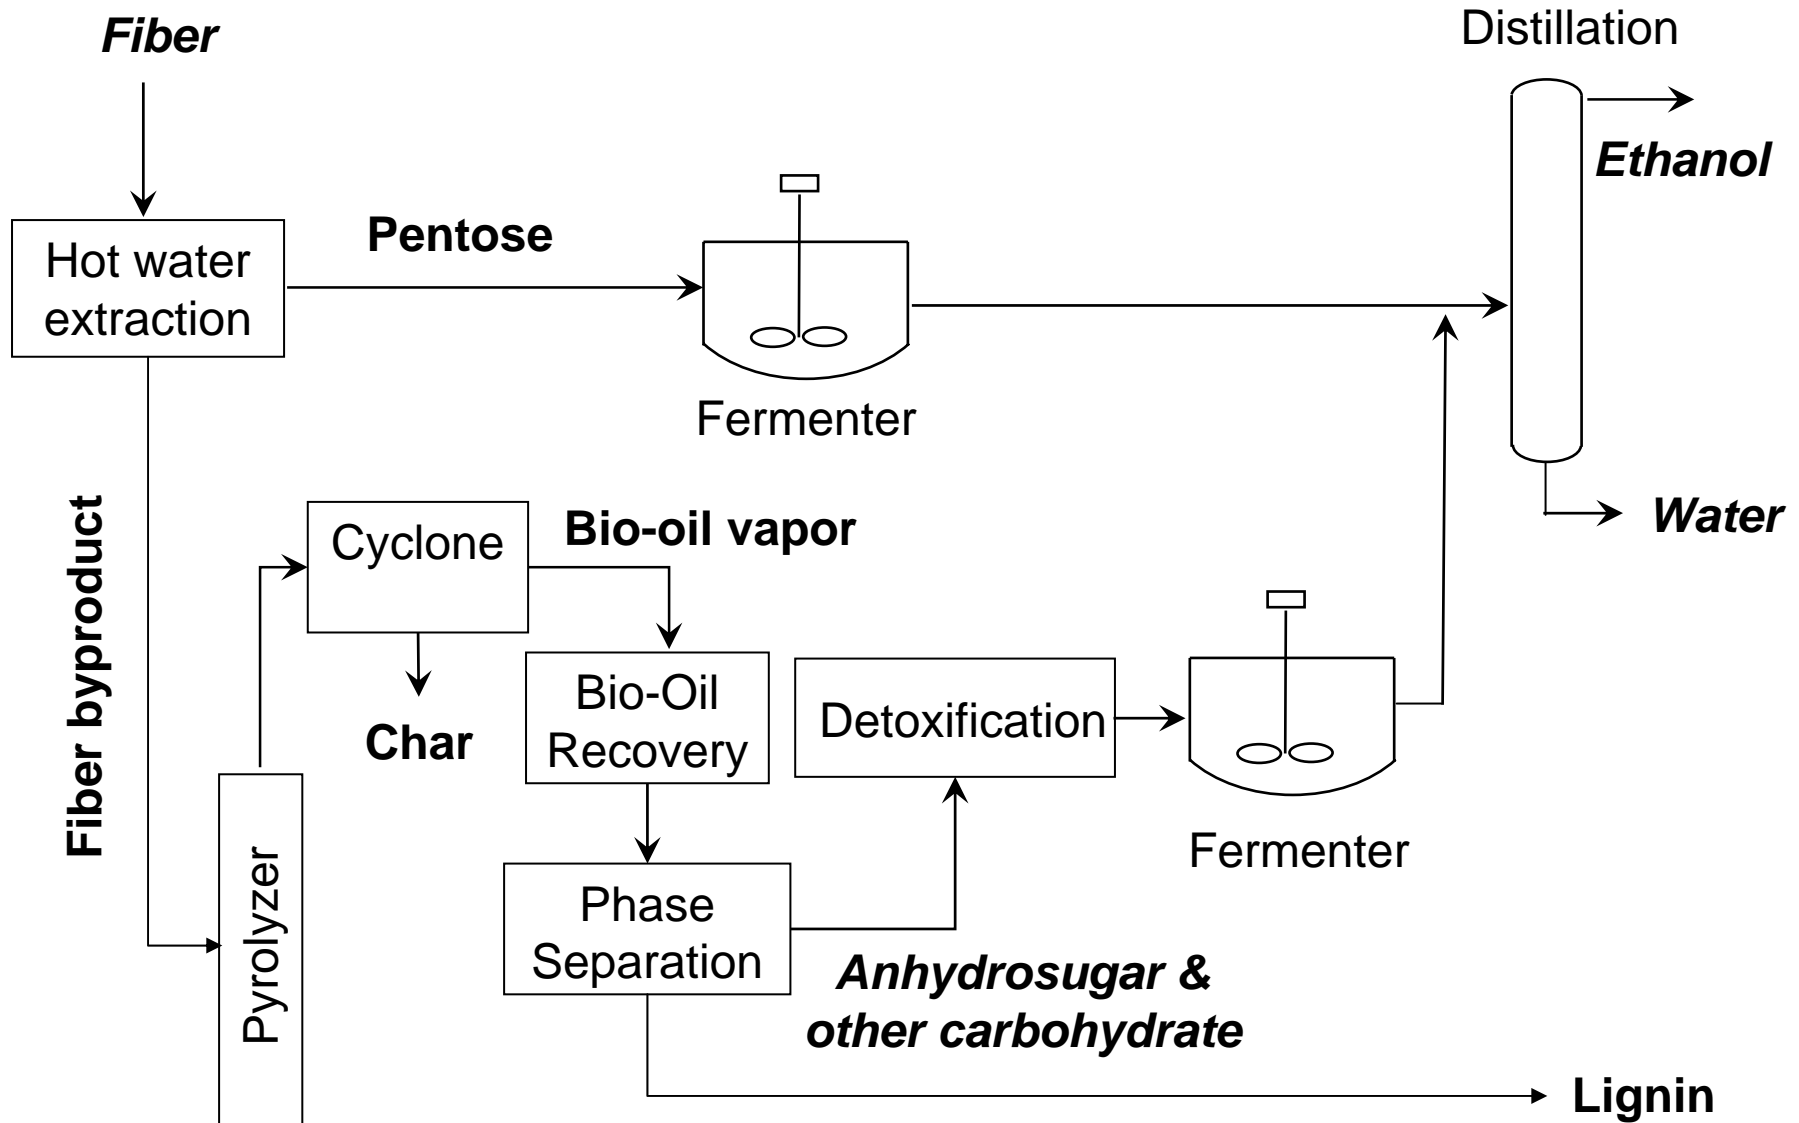 Fiber
Distillation
Ethanol
Hot water
extraction
Pentose
Fermenter
Water
Fiber byproduct
Cyclone
Bio-oil vapor
Char
Bio-Oil
Recovery
Detoxification
Fermenter
Pyrolyzer
Phase
Separation
Anhydrosugar &
other carbohydrate
Lignin